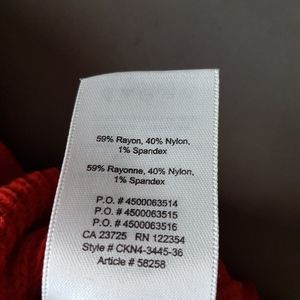 59% Rayon, 40% Nylon,
1% Spandex
59% Rayonne, 40% Nylon,
1% Spandex
P.O. # 4500063514
P.O. # 4500063515
P.O. # 4500063516
CA 23725 RN 122354
Style # CKN4-3445-36
Article # 58258